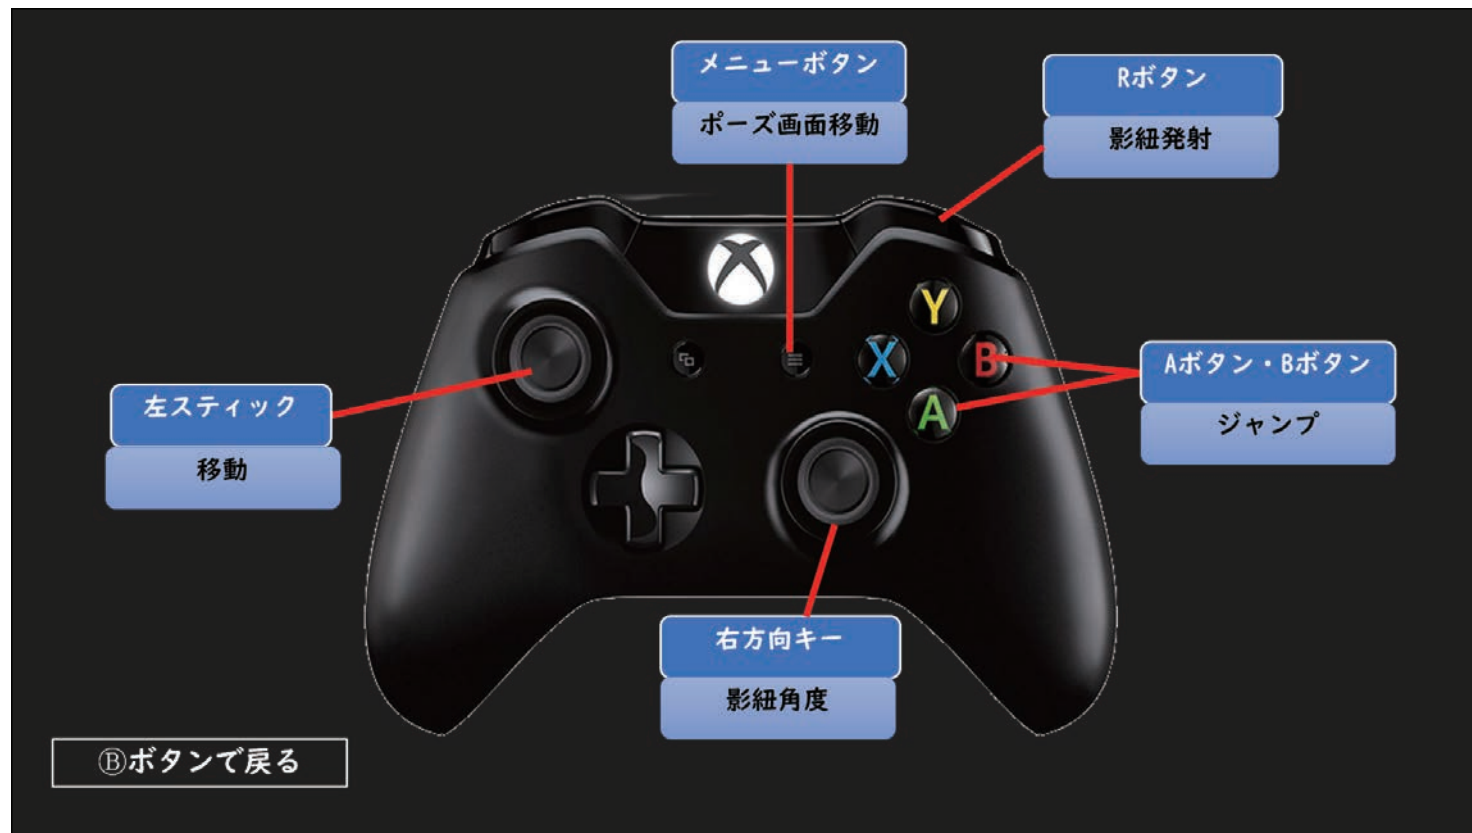 メニューボタン
ポーズ画面移動
Rボタン
影紐発射
Y
X
B
A
Aボタン・Bボタン
ジャンプ
左スティック
移動
右方向キー
影紐角度
Ⓑボタンで戻る